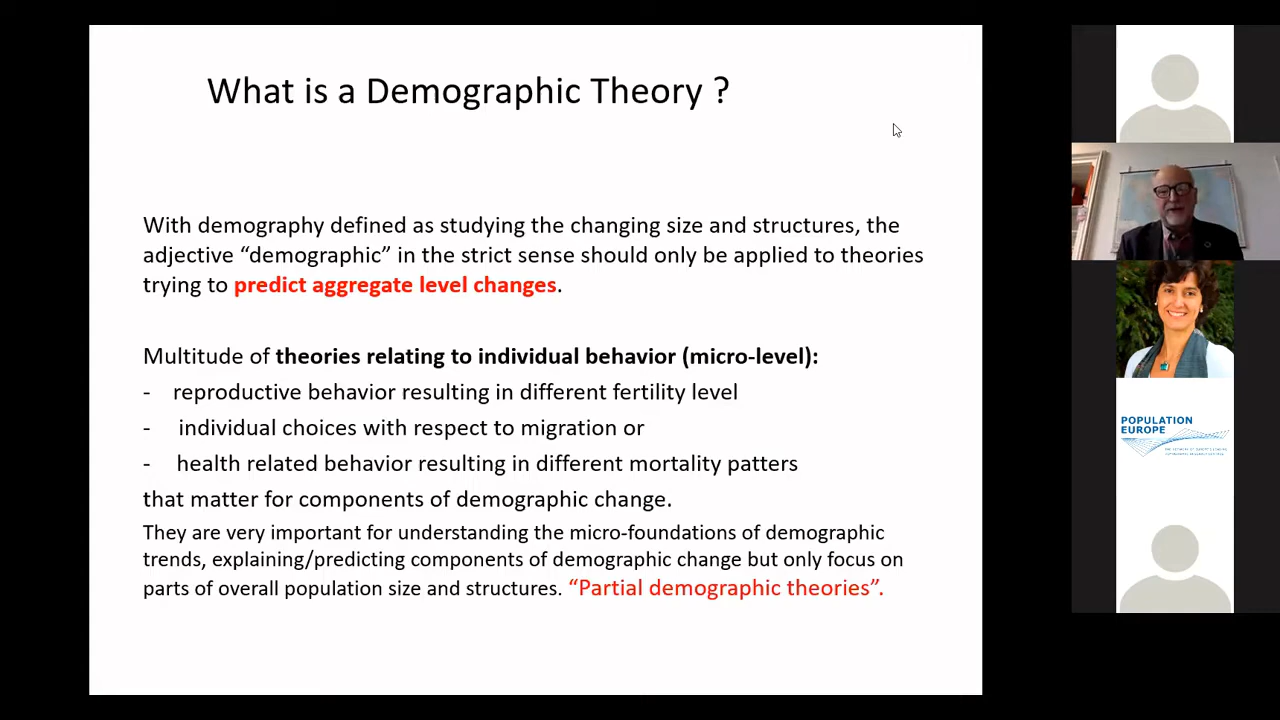 What is a Demographic Theory ?
With demography defined as studying the changing size and structures, the
adjective “demographic” in the strict sense should only be applied to theories
trying to predict aggregate level changes.
Multitude of theories relating to individual behavior (micro-level):
- reproductive behavior resulting in different fertility level
- individual choices with respect to migration or
- health related behavior resulting in different mortality patters
that matter for components of demographic change.
They are very important for understanding the micro-foundations of demographic
trends, explaining/predicting components of demographic change but only focus on
parts of overall population size and structures. “Partial demographic theories”.
POPULATION
EUROPE